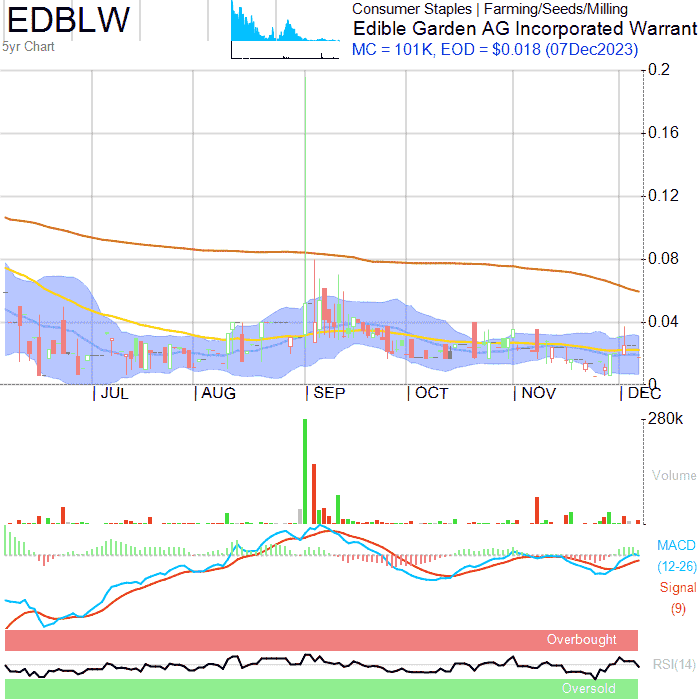 EDBLW
5yr Chart
Consumer Staples | Farming/Seeds/Milling
Edible Garden AG Incorporated Warrant
MC = 101K, EOD = $0.018 (07Dec2023)
0.2
0.16
0.12
0.08
0.04
0
JUL AUG SEP OCT NOV DEC
280k
Volume
MACD
(12-26)
Signal
(9)
Overbought
RSI(14)
Oversold